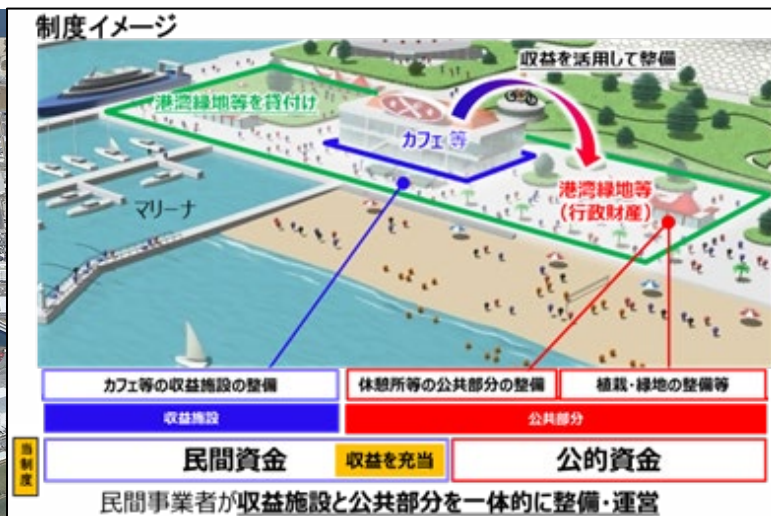 制度イメージ
収益を活用して整備
港湾緑地等を貸付け
カフェ 等
港湾緑地等
(行政財産)
マリーナ
カフェ等の収益施設の整備
休憩所等の公共部分の整備
植栽・緑地の整備等
収益施設
公共部分
当制度
民間資金
収益を充当
公的資金
民間事業者が収益施設と公共部分を一体的に整備・運営